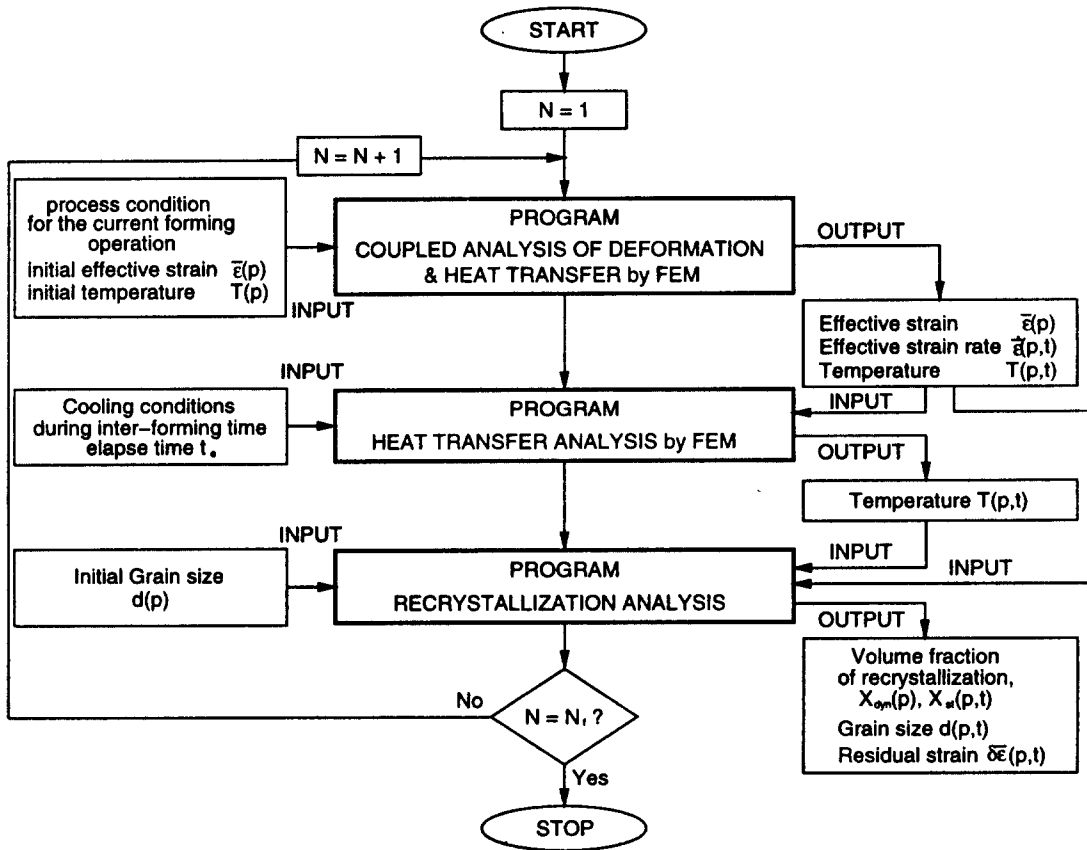 START
N = 1
N = N + 1
process condition
for the current forming
operation
initial effective strain ε̅(p)
initial temperature T(p)
INPUT
PROGRAM
COUPLED ANALYSIS OF DEFORMATION
& HEAT TRANSFER by FEM
OUTPUT
Effective strain ε̅(p)
Effective strain rate (p,t)
Temperature T(p,t)
INPUT
INPUT
Cooling conditions
during inter-forming time
elapse time t
PROGRAM
HEAT TRANSFER ANALYSIS by FEM
OUTPUT
Temperature T(p,t)
INPUT
INPUT
INPUT
Initial Grain size
d(p)
PROGRAM
RECRYSTALLIZATION ANALYSIS
OUTPUT
Volume fraction
of recrystallization,
Xdyn(p), Xst(p,t)
Grain size d(p,t)
Residual strain δε̅(p,t)
No
N = Nf ?
Yes
STOP